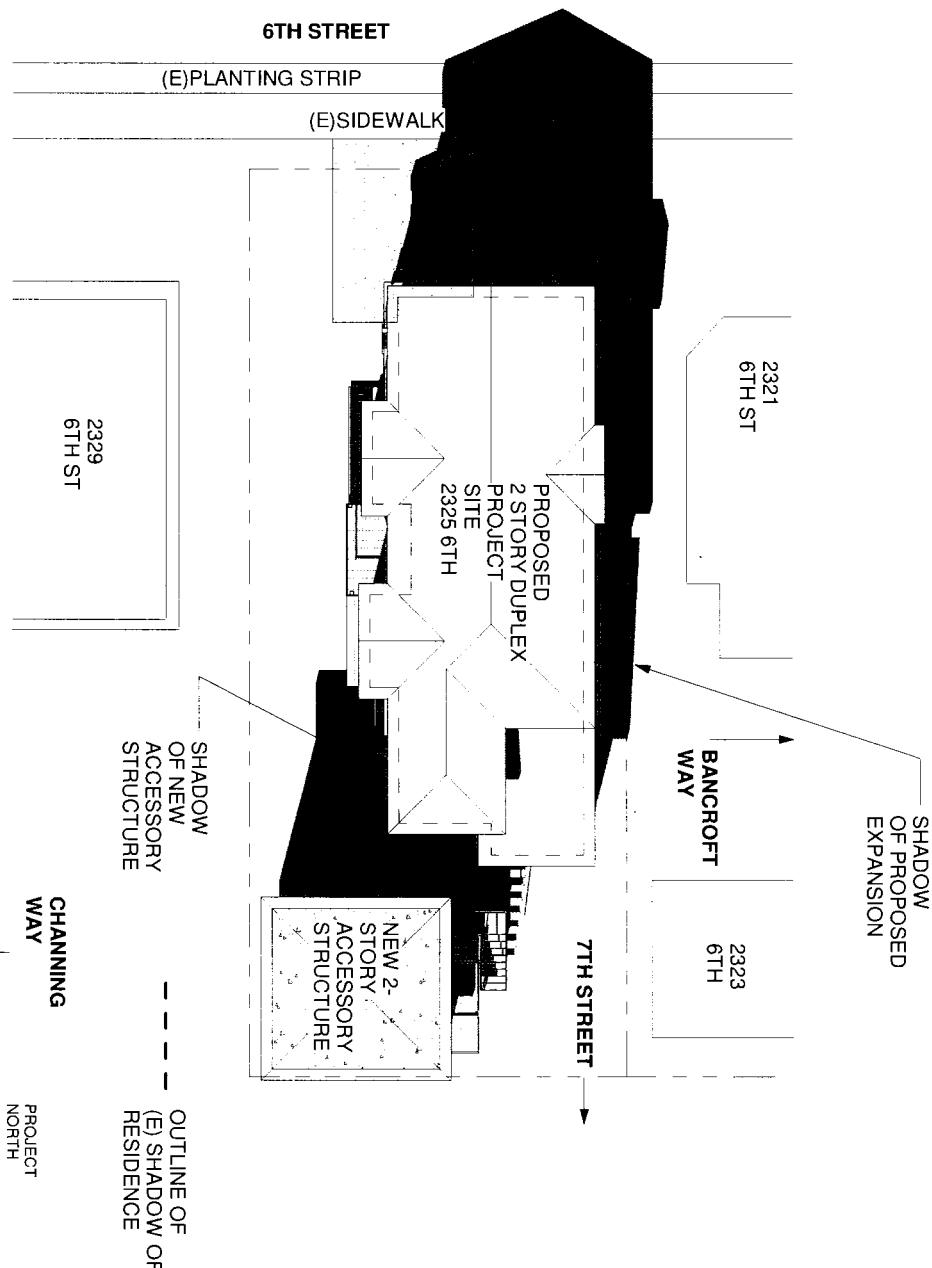 6TH STREET
(E)PLANTING STRIP
(E)SIDEWALK
2321
6TH ST
2329
6TH ST
PROPOSED
2 STORY DUPLEX
PROJECT
SITE
2325 6TH
SHADOW
OF NEW
ACCESSORY
STRUCTURE
BANCROFT
WAY
SHADOW
OF PROPOSED
EXPANSION
2323
6TH
7TH STREET
NEW 2-
STORY
ACCESSORY
STRUCTURE
CHANNING
WAY
OUTLINE OF
(E) SHADOW OF
RESIDENCE
PROJECT
NORTH